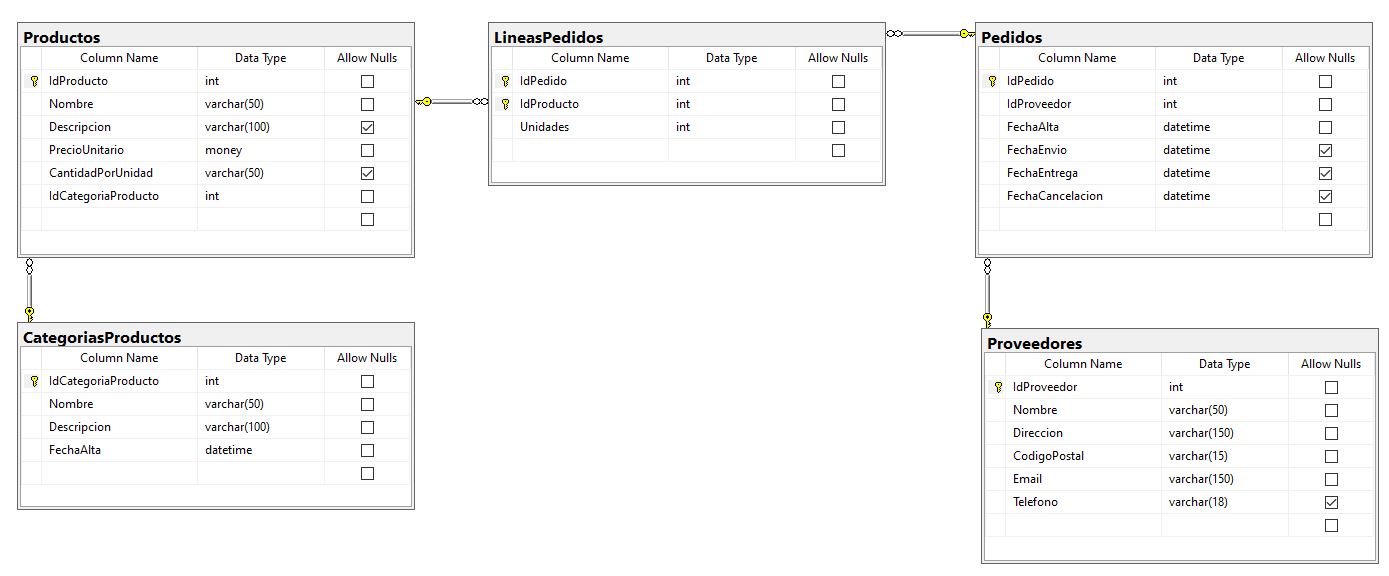 Productos
Column Name Data Type Allow Nulls
IdProducto int
Nombre varchar(50)
Descripcion varchar(100)
PrecioUnitario money
CantidadPorUnidad varchar(50)
IdCategoriaProducto int
LineasPedidos
Column Name Data Type Allow Nulls
IdPedido int
IdProducto int
Unidades int
Pedidos
Column Name Data Type Allow Nulls
IdPedido int
IdProveedor int
FechaAlta datetime
FechaEnvio datetime
FechaEntrega datetime
FechaCancelacion datetime
CategoriasProductos
Column Name Data Type Allow Nulls
IdCategoriaProducto int
Nombre varchar(50)
Descripcion varchar(100)
FechaAlta datetime
Proveedores
Column Name Data Type Allow Nulls
IdProveedor int
Nombre varchar(50)
Direccion varchar(150)
CodigoPostal varchar(15)
Email varchar(150)
Telefono varchar(18)